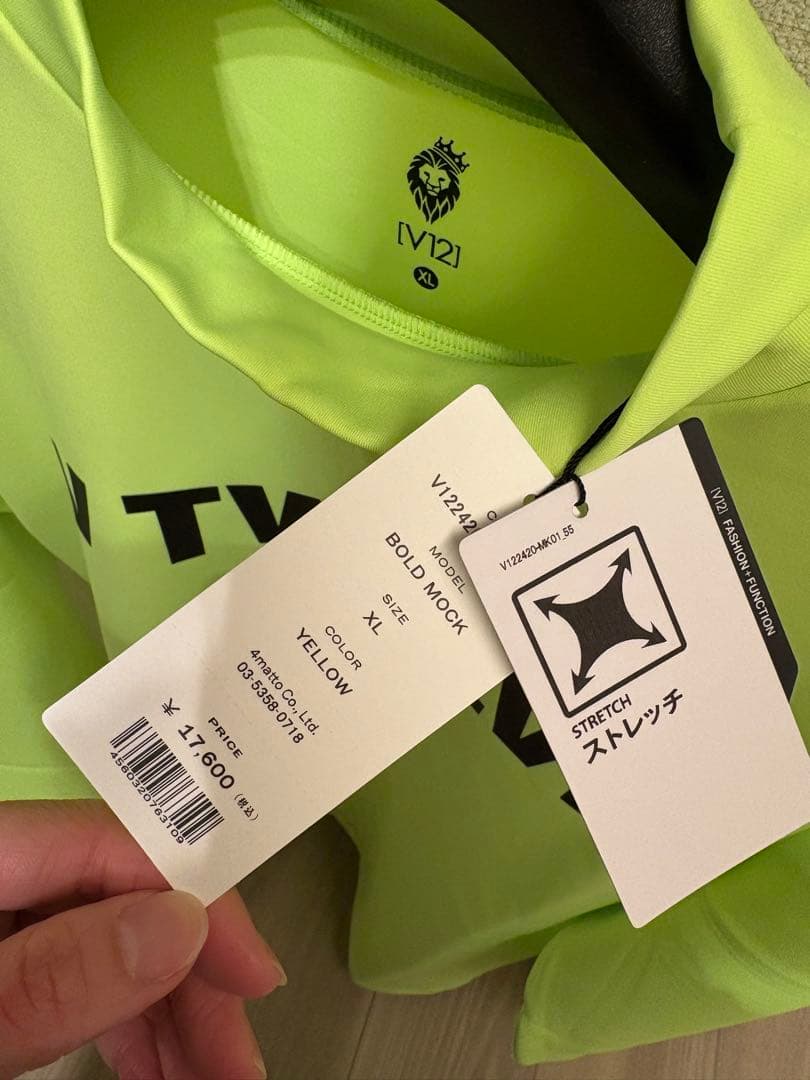 [V12]
XL
TW
V12242
MODEL
BOLD MOCK
SIZE
XL
COLOR
YELLOW
4matto Co., Ltd.
03-5358-0718
PRICE
¥ 17,600 (税込)
4560320763109
V122420-MK01_55
STRETCH
ストレッチ
[V12] FASHION+FUNCTION